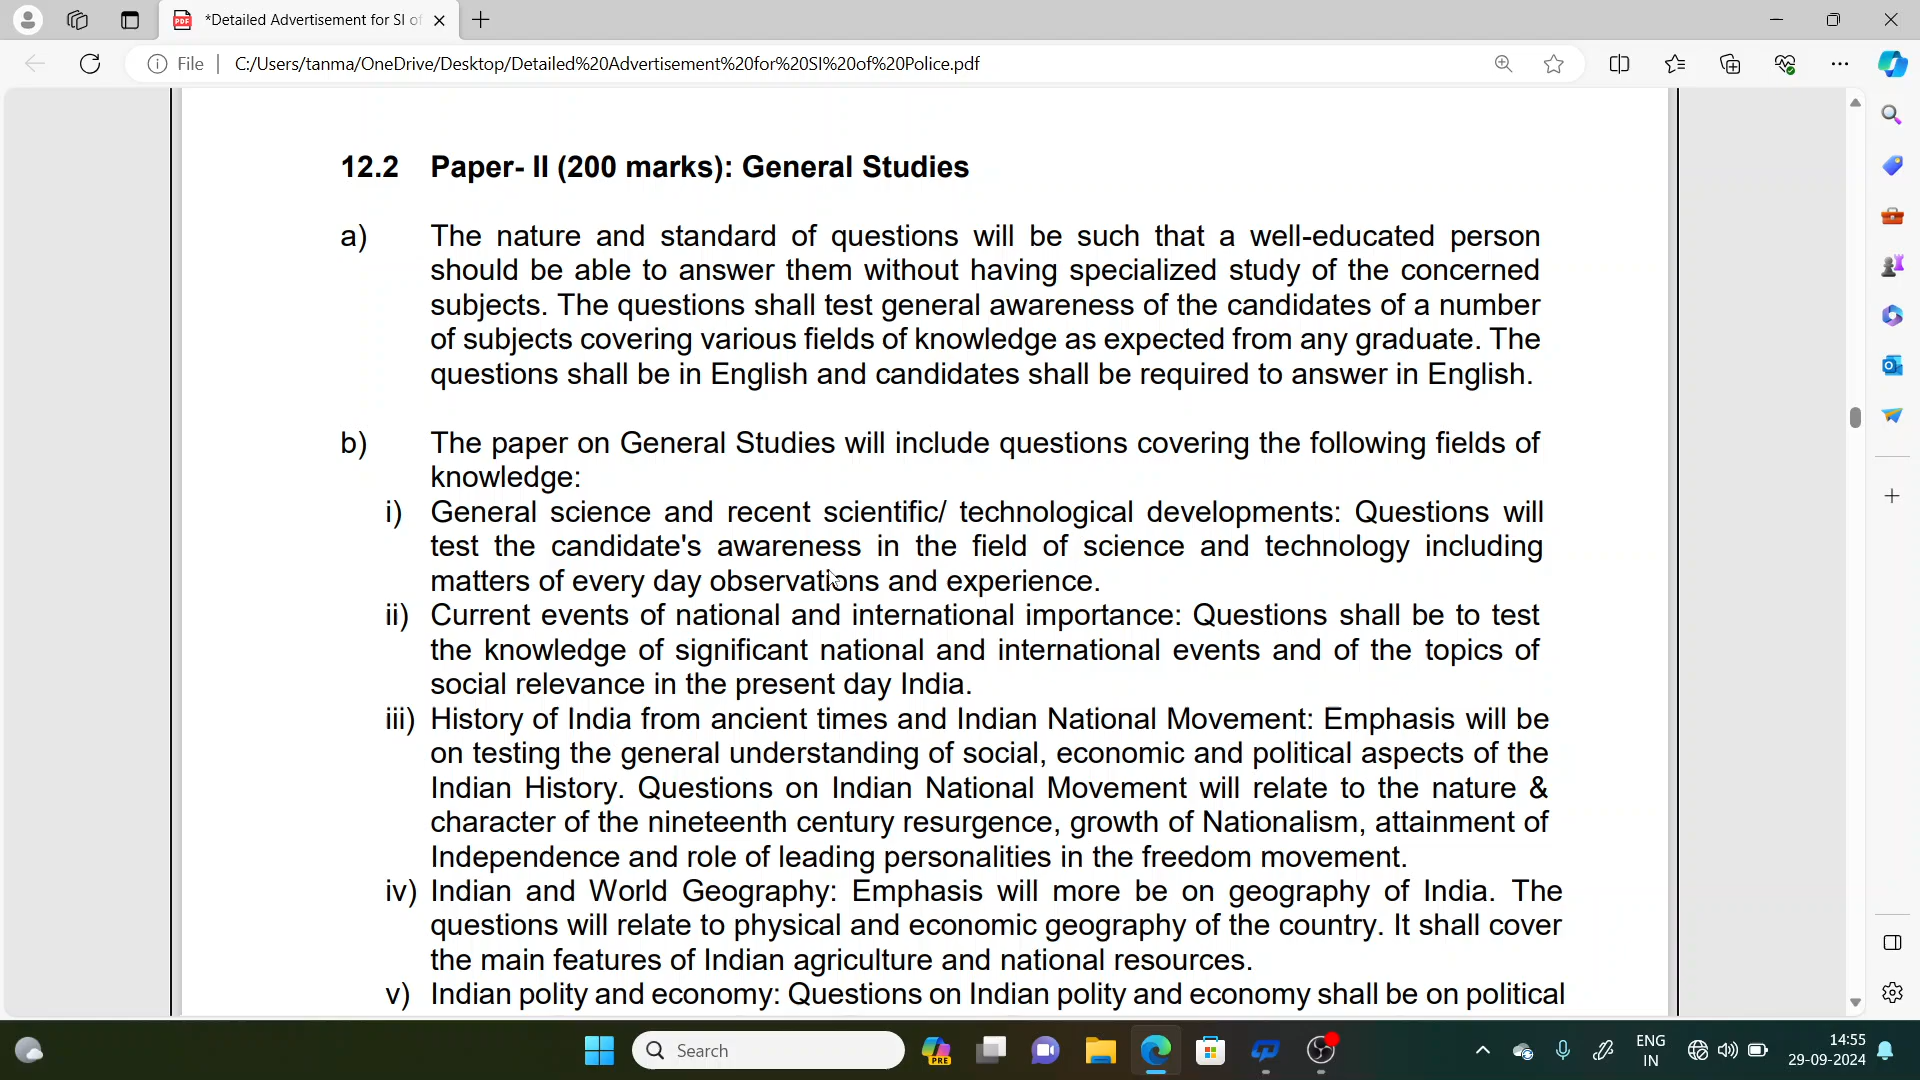 *Detailed Advertisement for SI of
File
C:/Users/tanma/OneDrive/Desktop/Detailed%20Advertisement%20for%20SI%20of%20Police.pdf
12.2 Paper- II (200 marks): General Studies
a) The nature and standard of questions will be such that a well-educated person
should be able to answer them without having specialized study of the concerned
subjects. The questions shall test general awareness of the candidates of a number
of subjects covering various fields of knowledge as expected from any graduate. The
questions shall be in English and candidates shall be required to answer in English.
b) The paper on General Studies will include questions covering the following fields of
knowledge:
i) General science and recent scientific/ technological developments: Questions will
test the candidate's awareness in the field of science and technology including
matters of every day observations and experience.
ii) Current events of national and international importance: Questions shall be to test
the knowledge of significant national and international events and of the topics of
social relevance in the present day India.
iii) History of India from ancient times and Indian National Movement: Emphasis will be
on testing the general understanding of social, economic and political aspects of the
Indian History. Questions on Indian National Movement will relate to the nature &
character of the nineteenth century resurgence, growth of Nationalism, attainment of
Independence and role of leading personalities in the freedom movement.
iv) Indian and World Geography: Emphasis will more be on geography of India. The
questions will relate to physical and economic geography of the country. It shall cover
the main features of Indian agriculture and national resources.
v) Indian polity and economy: Questions on Indian polity and economy shall be on political
Search
PRE
ENG
IN
14:55
29-09-2024